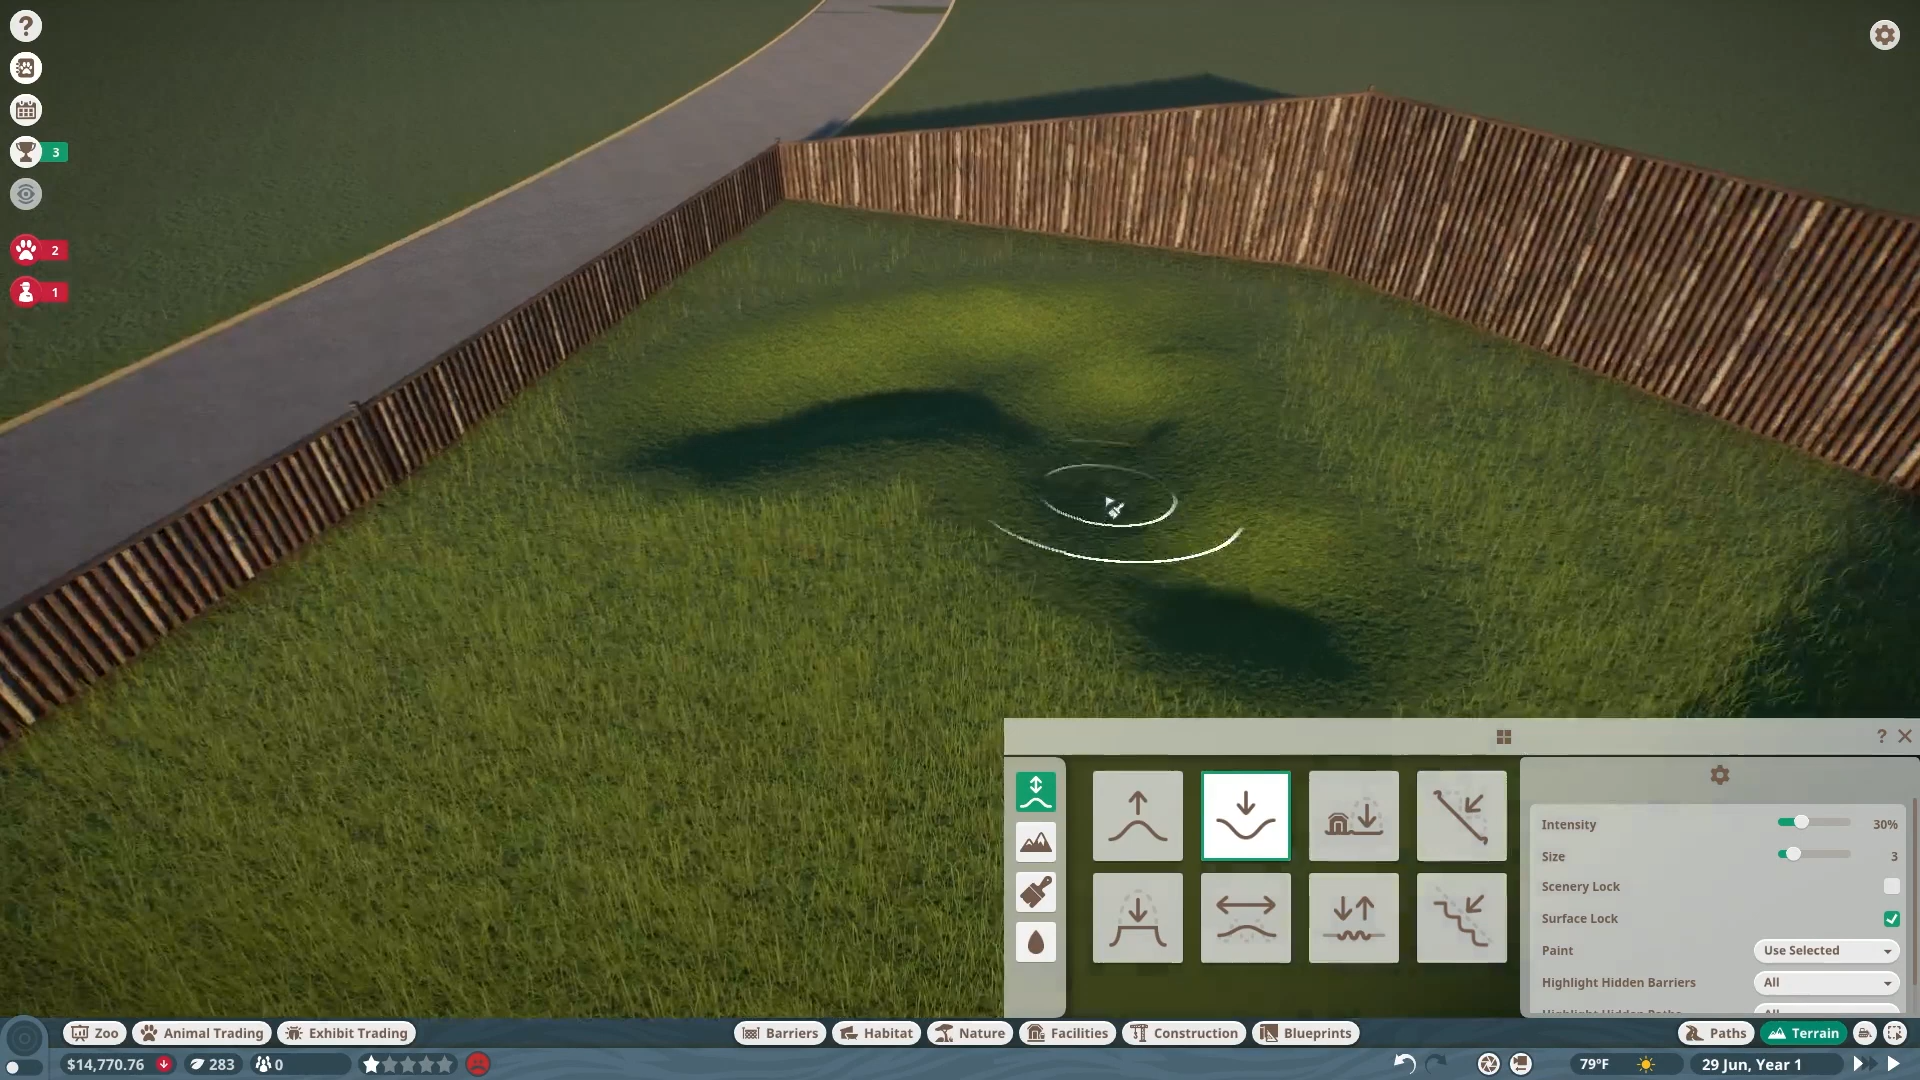 ?
3
2
1
?
Intensity 30%
Size 3
Scenery Lock
Surface Lock
Paint Use Selected
Highlight Hidden Barriers All
Zoo Animal Trading Exhibit Trading Barriers Habitat Nature Facilities Construction Blueprints Paths Terrain
$14,770.76 283 0 79°F 29 Jun, Year 1